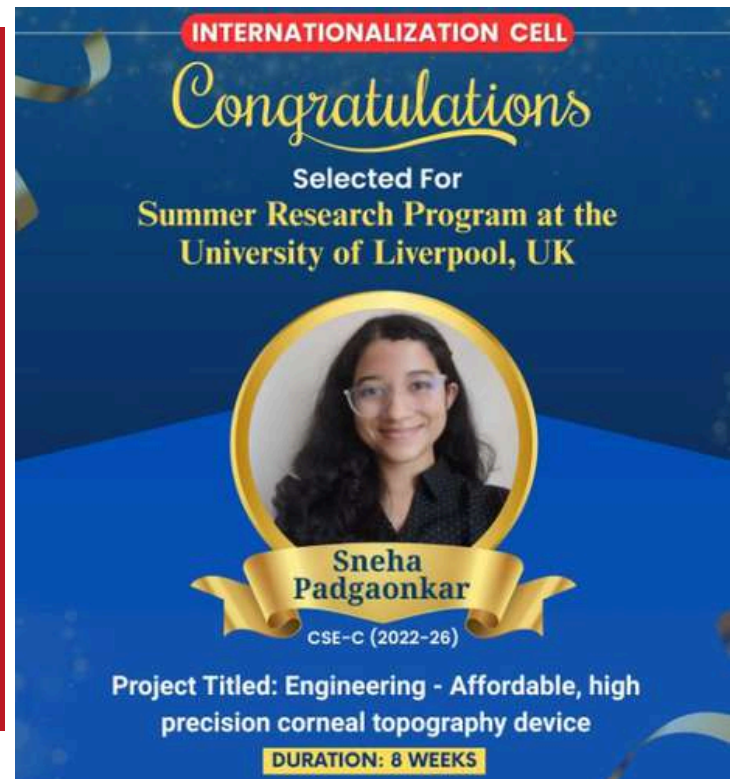 INTERNATIONALIZATION CELL
Congratulations
Selected For
Summer Research Program at the
University of Liverpool, UK
Sneha
Padgaonkar
CSE-C (2022-26)
Project Titled: Engineering - Affordable, high
precision corneal topography device
DURATION: 8 WEEKS